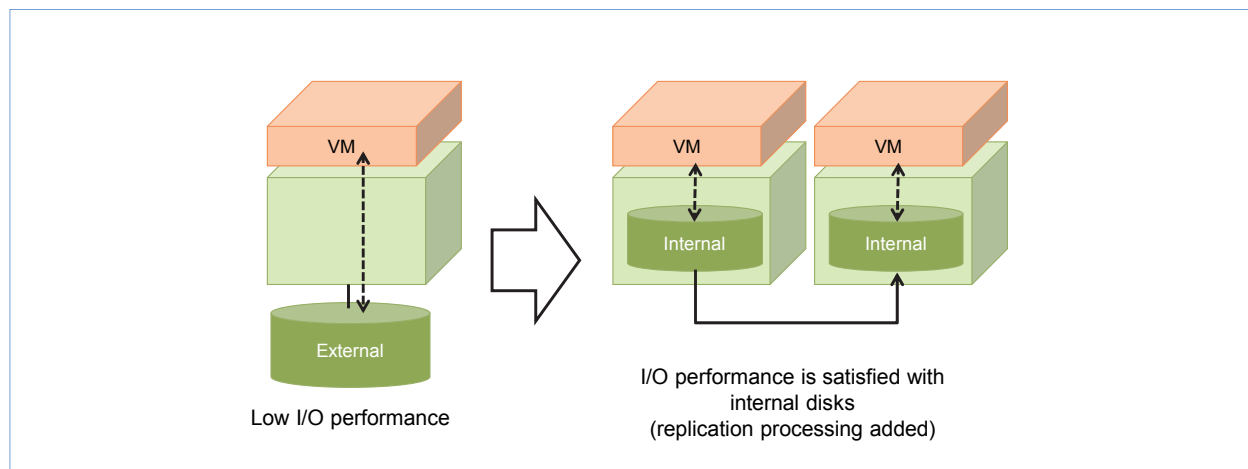 VM
External
Low I/O performance
VM
VM
Internal
Internal
I/O performance is satisfied with
internal disks
(replication processing added)